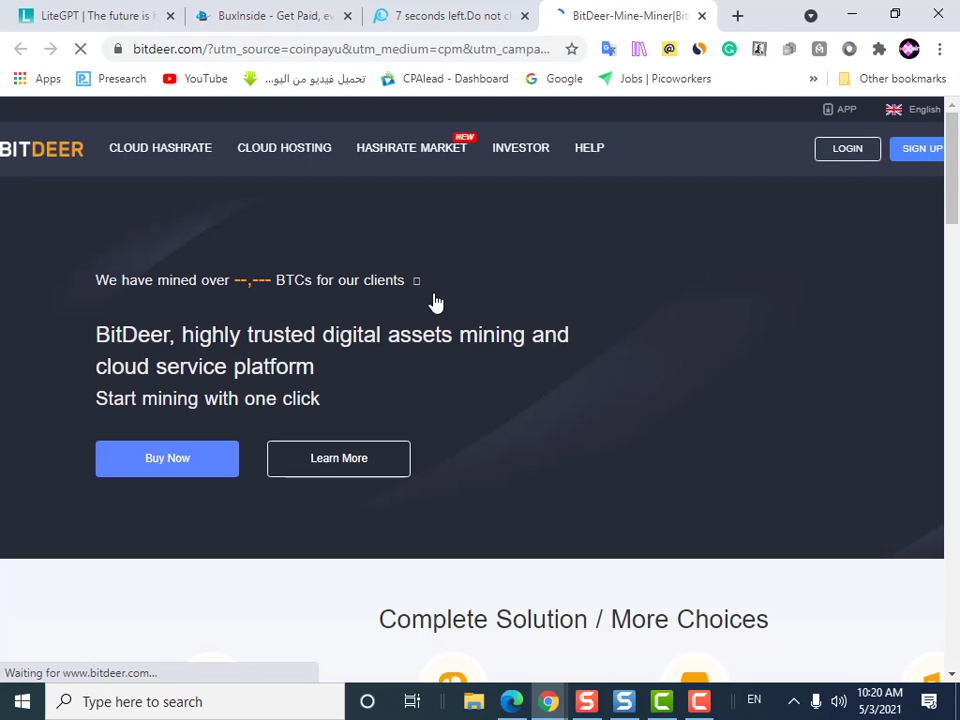 LiteGPT | The future is h
BuxInside - Get Paid, ev
7 seconds left.Do not cl
BitDeer-Mine-Miner|Bit
bitdeer.com/?utm_source=coinpayu&utm_medium=cpm&utm_campa...
Apps
Presearch
YouTube
تحميل فيديو من اليو...
CPAlead - Dashboard
Google
Jobs | Picoworkers
»
Other bookmarks
APP
English
BITDEER
CLOUD HASHRATE
CLOUD HOSTING
HASHRATE MARKET
NEW
INVESTOR
HELP
LOGIN
SIGN UP
We have mined over --,--- BTCs for our clients
BitDeer, highly trusted digital assets mining and
cloud service platform
Start mining with one click
Buy Now
Learn More
Complete Solution / More Choices
Waiting for www.bitdeer.com...
Type here to search
EN
10:20 AM
5/3/2021